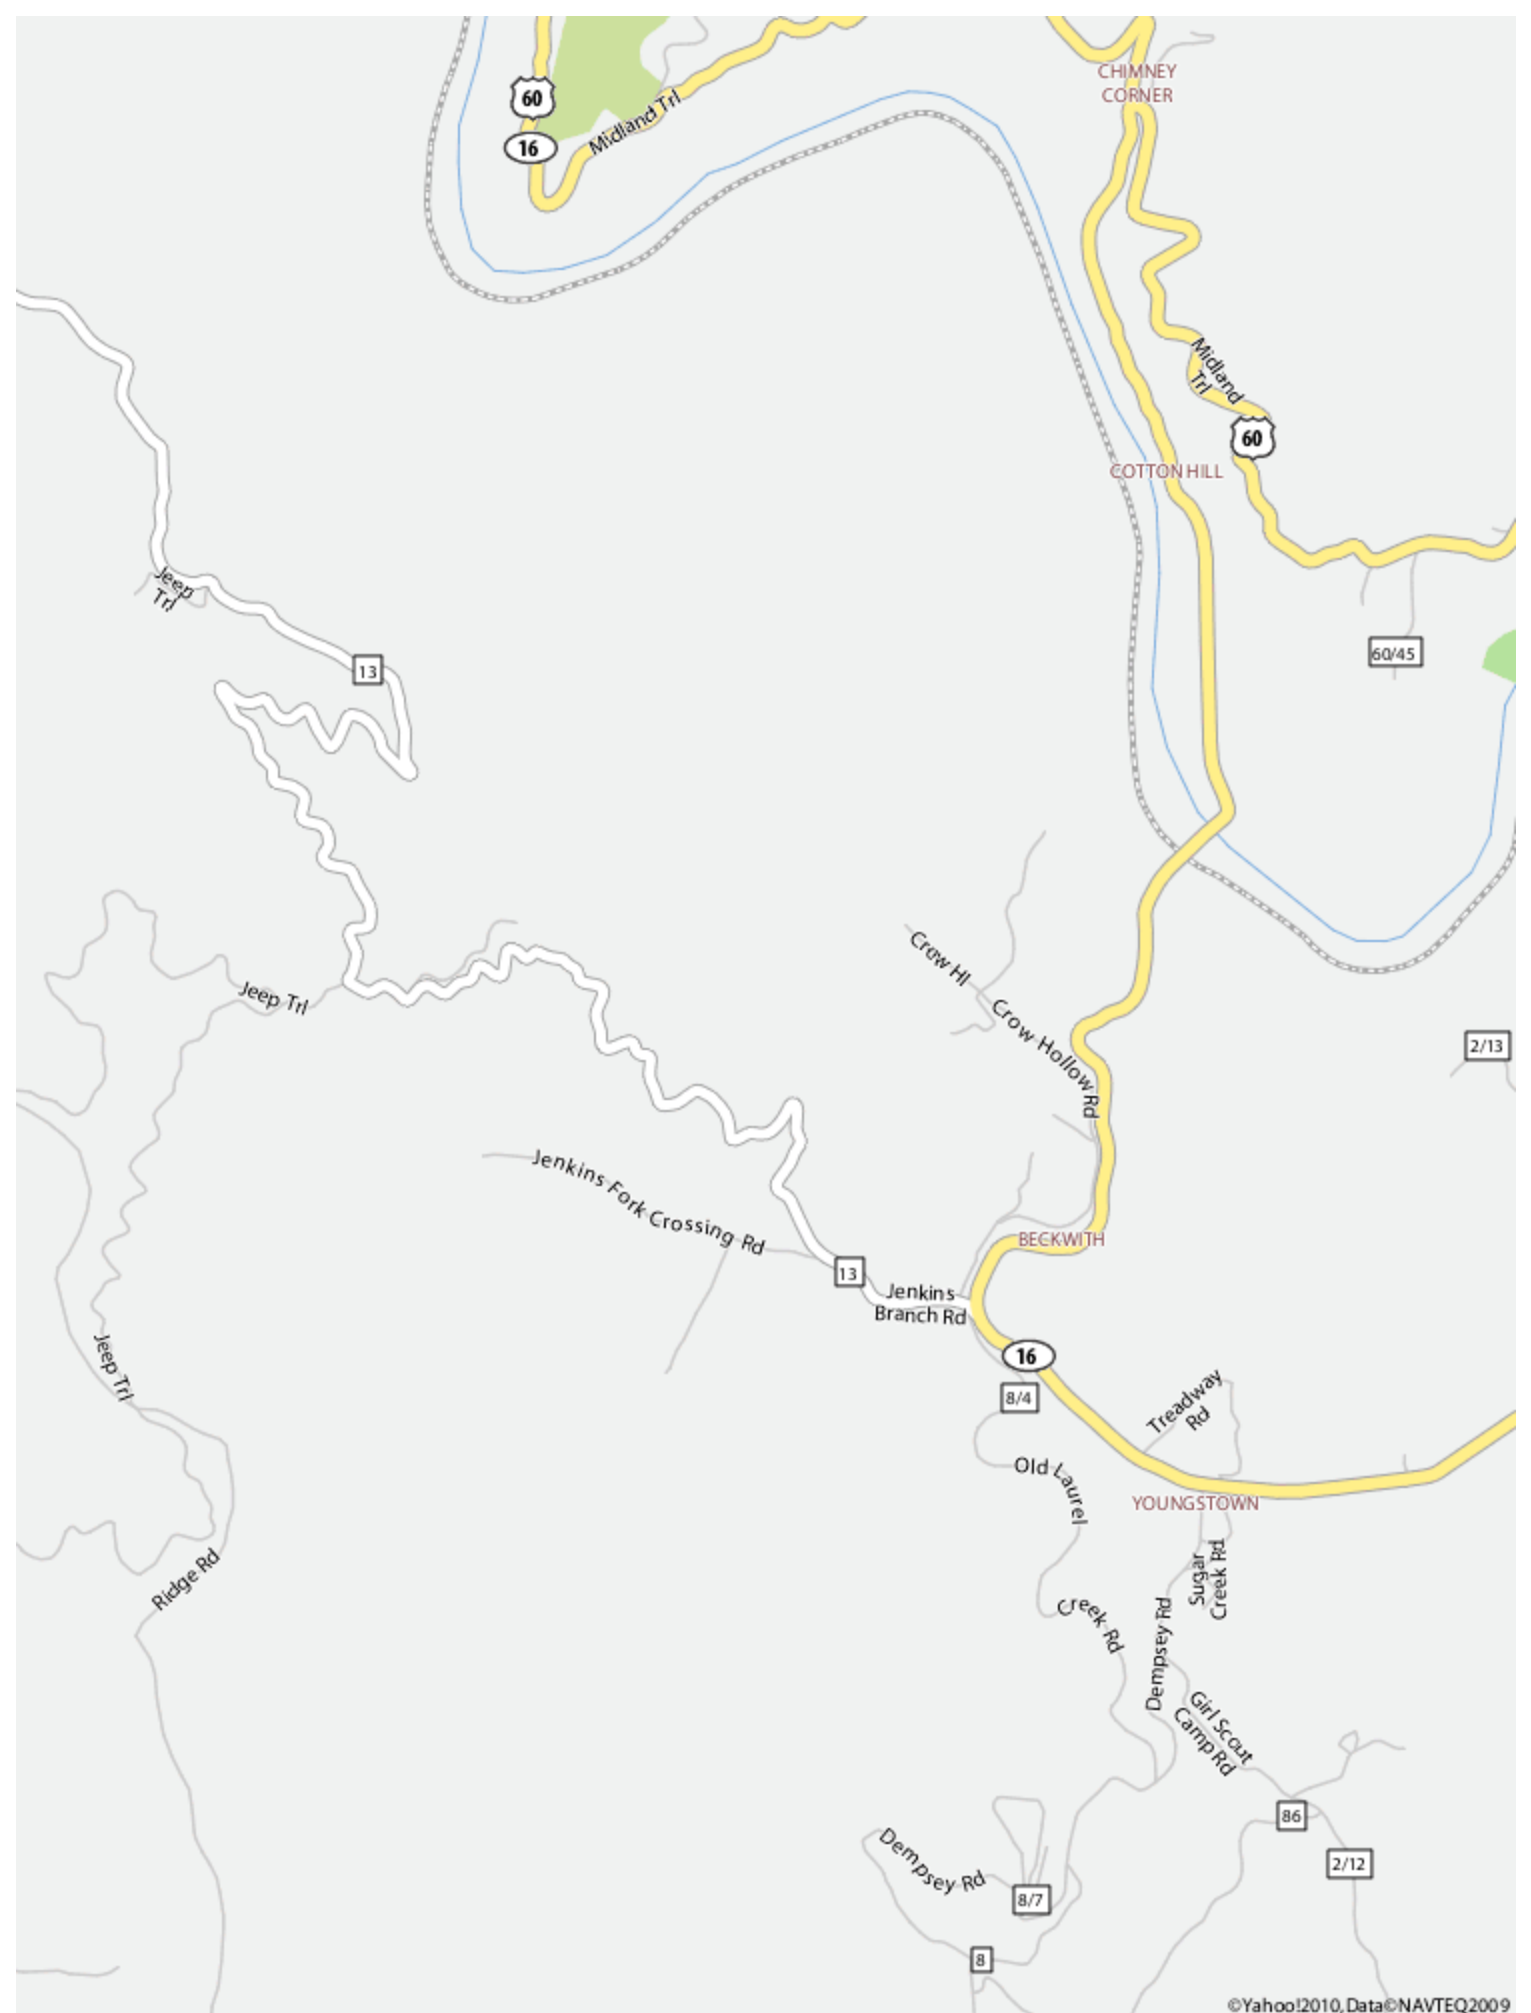 CHIMNEY
CORNER
60
Midland Trl
16
Midland
Trl
60
COTTON HILL
Jeep
Trl
60/45
13
Crow Hl
Jeep Trl
Crow Hollow Rd
2/13
Jenkins Fork Crossing Rd
BECKWITH
13
Jenkins
Branch Rd
16
Jeep Trl
8/4
Treadway
Rd
Old Laurel
Creek Rd
YOUNGSTOWN
Ridge Rd
Sugar
Creek Rd
Dempsey Rd
Girl Scout
Camp Rd
86
Dempsey Rd
2/12
8/7
8
©Yahoo!2010, Data©NAVTEQ2009